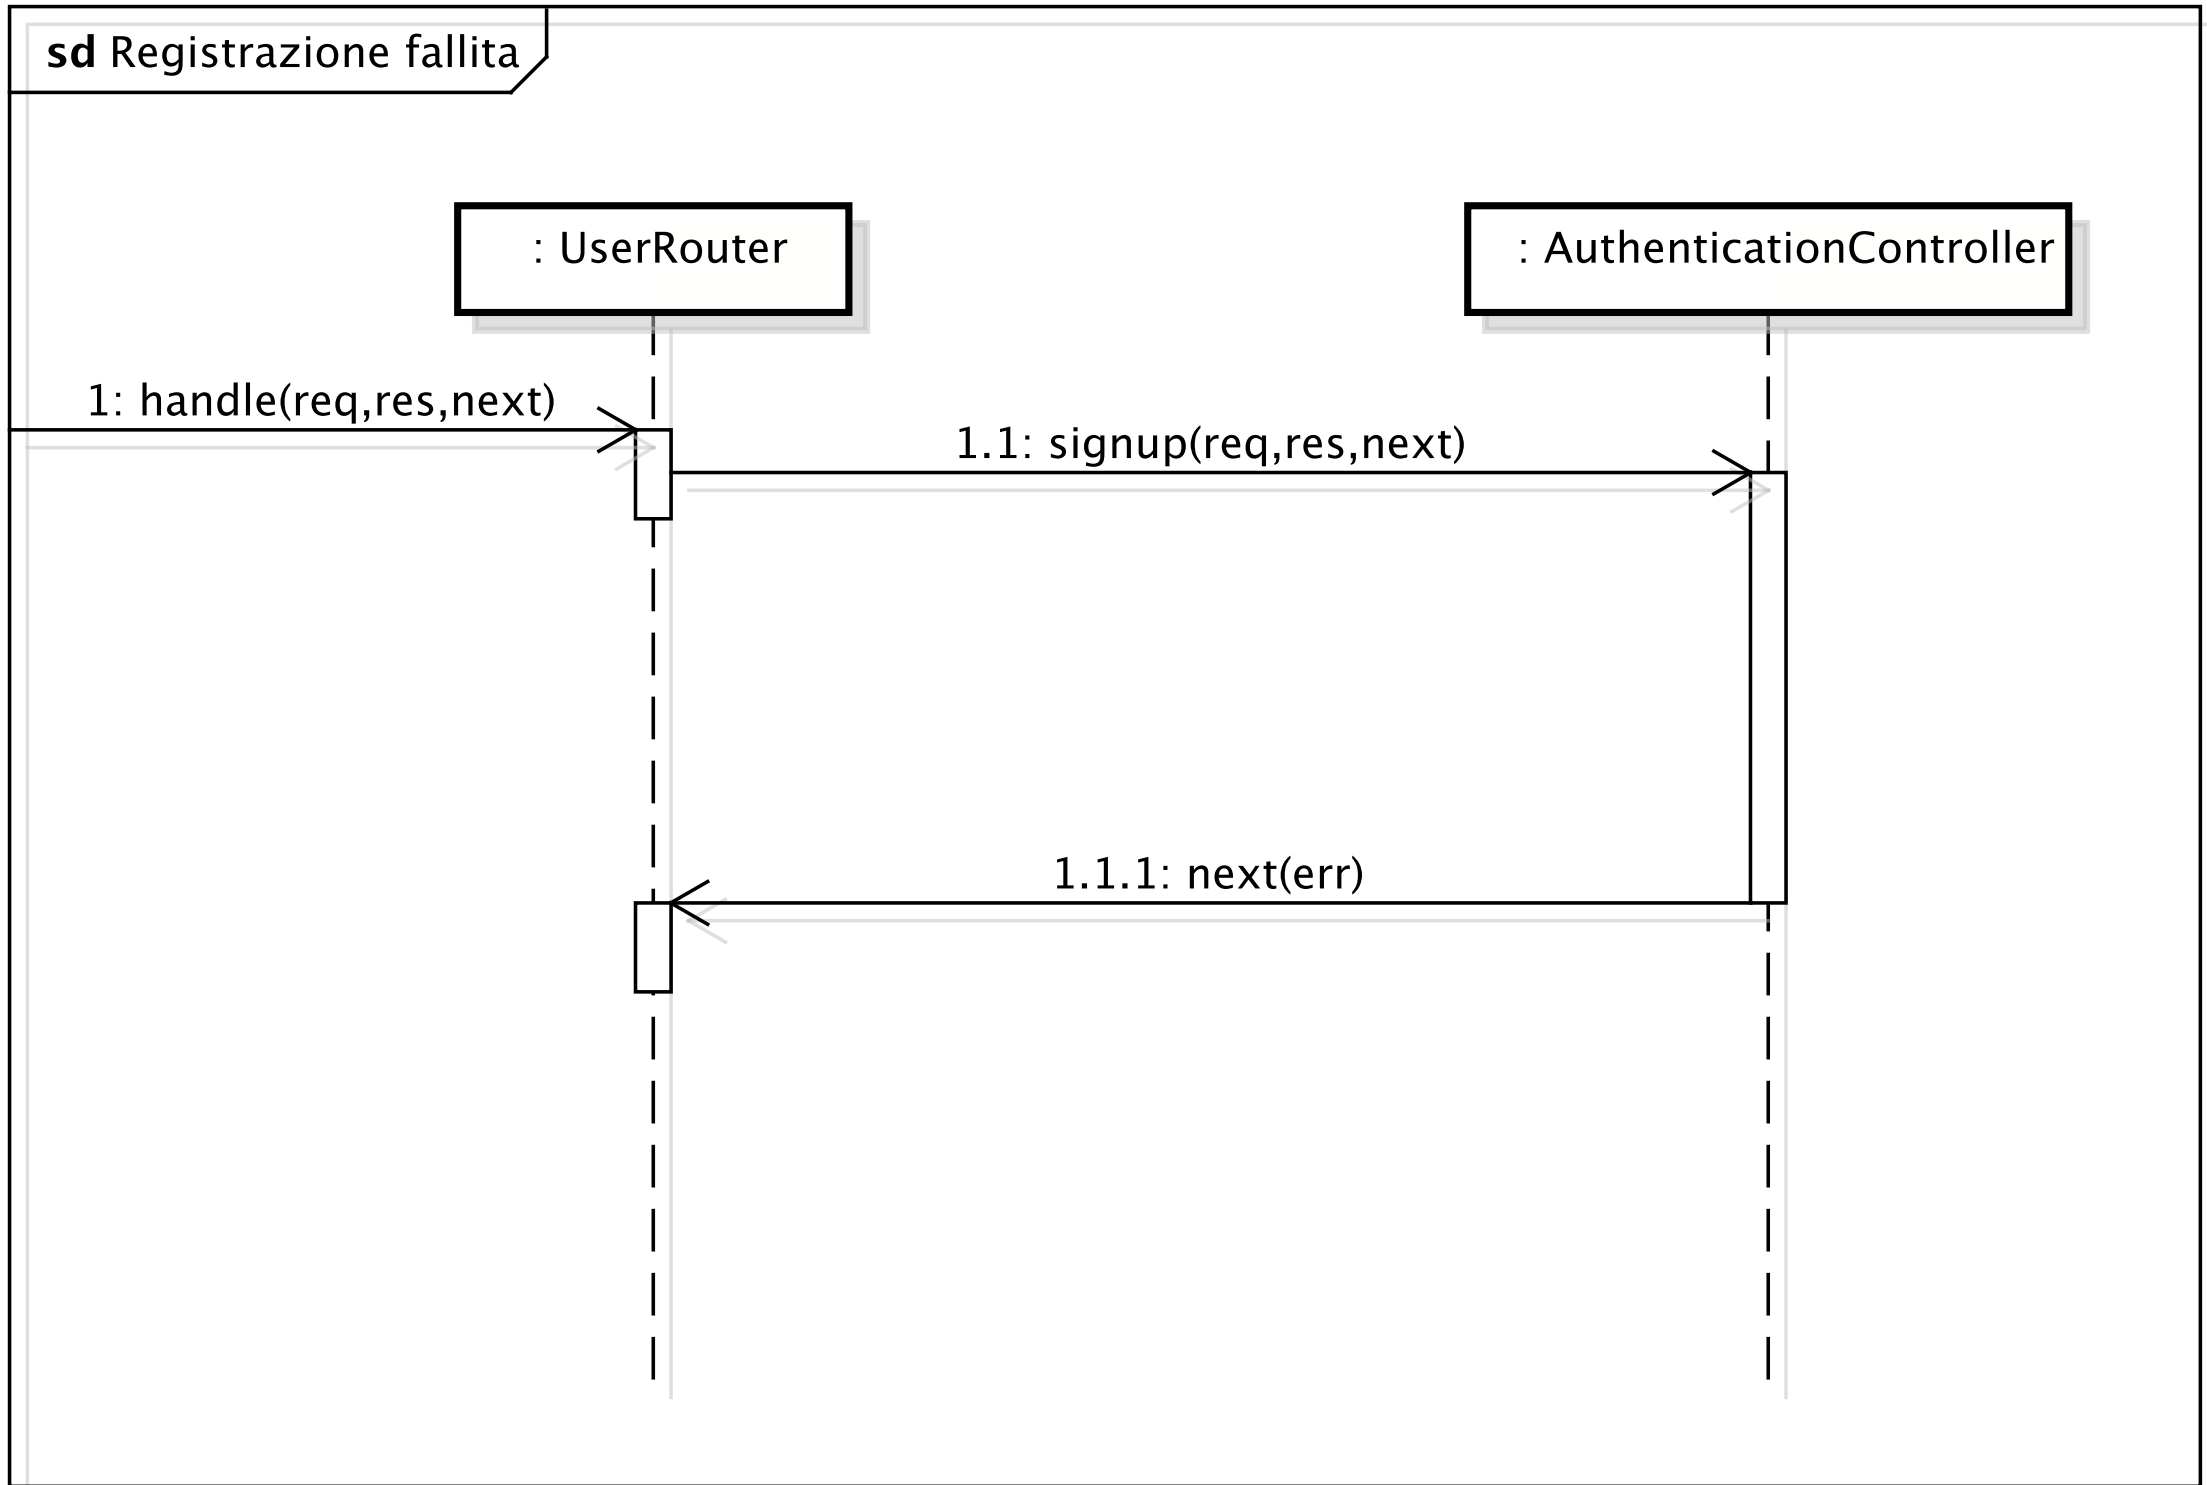 sd Registrazione fallita
: UserRouter
: AuthenticationController
1: handle(req,res,next)
1.1: signup(req,res,next)
1.1.1: next(err)